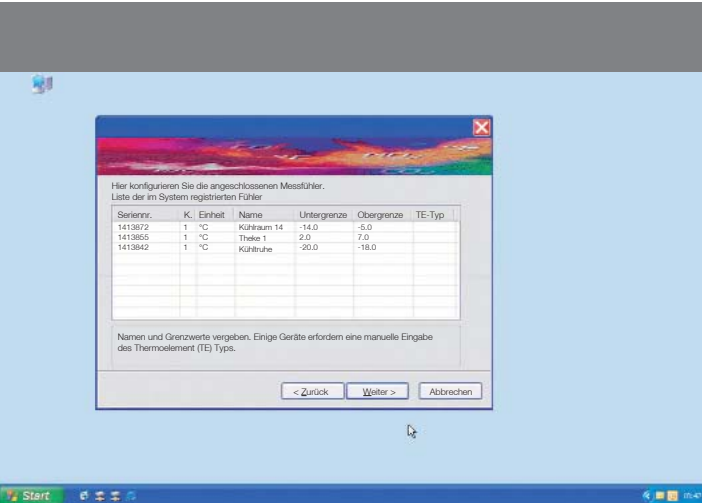 Hier konfigurieren Sie die angeschlossenen Messfühler.
Liste der im System registrierten Fühler
Seriennr. K. Einheit Name Untergrenze Obergrenze TE-Typ
1413872 1 °C Kühlraum 14 -14.0 -5.0
1413855 1 °C Theke 1 2.0 7.0
1413842 1 °C Kühltruhe -20.0 -18.0
Namen und Grenzwerte vergeben. Einige Geräte erfordern eine manuelle Eingabe
des Thermoelement (TE) Typs.
< Zurück Weiter > Abbrechen
Start